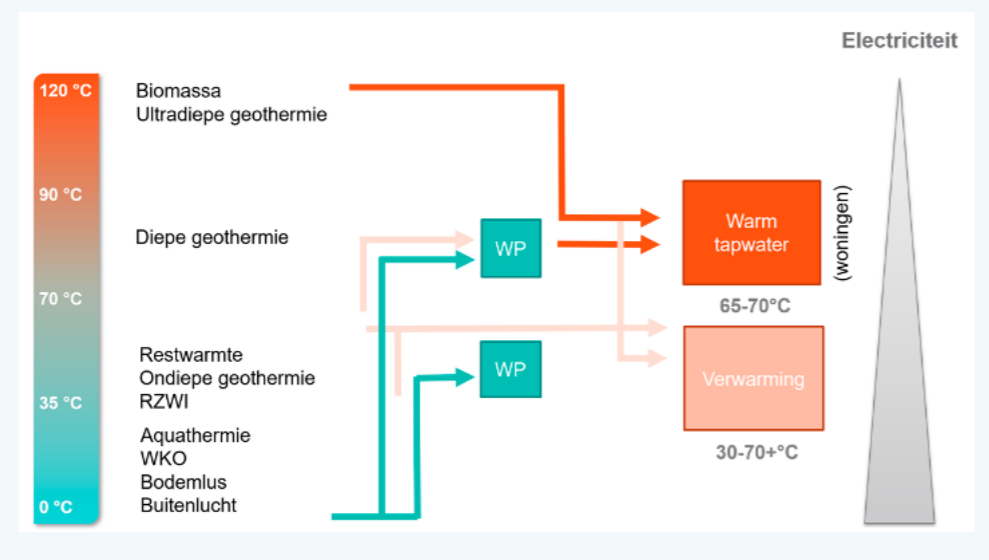 Electriciteit
120 °C
Biomassa
Ultradiepe geothermie
90 °C
Diepe geothermie
WP
Warm
tapwater
(woningen)
65-70°C
70 °C
Restwarmte
Ondiepe geothermie
RZWI
35 °C
WP
Verwarming
30-70+°C
Aquathermie
WKO
Bodemlus
Buitenlucht
0 °C